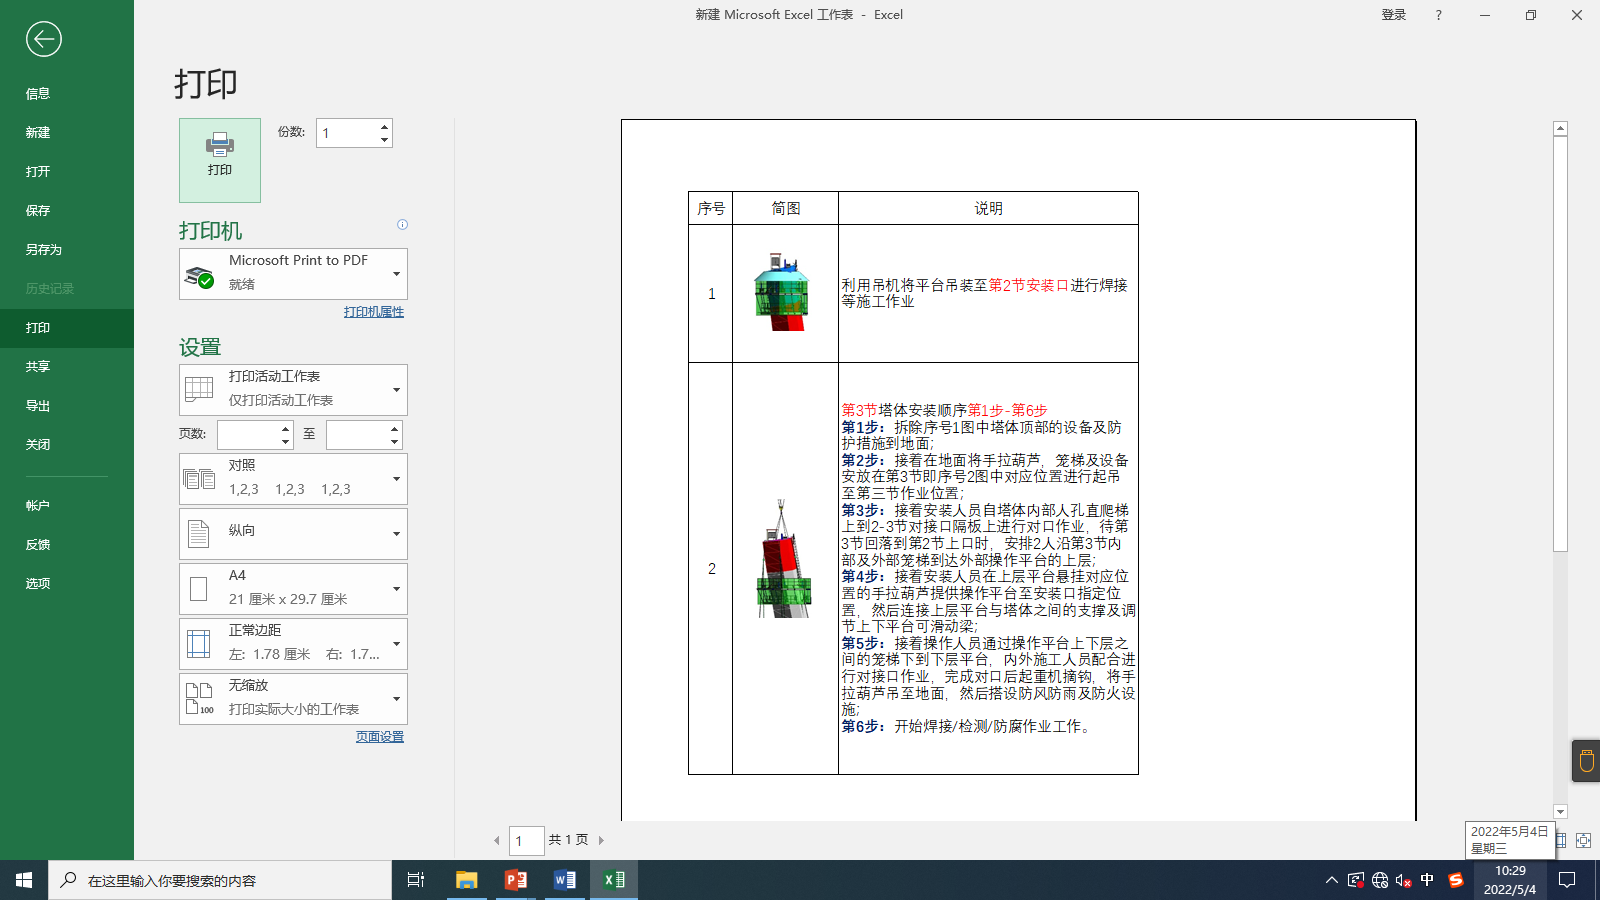 新建 Microsoft Excel 工作表 - Excel
登录
?
信息
新建
打开
保存
另存为
历史记录
打印
共享
导出
关闭
帐户
反馈
选项
打印
打印
份数:
1
打印机
Microsoft Print to PDF
就绪
打印机属性
设置
打印活动工作表
仅打印活动工作表
页数:
至
对照
1,2,3 1,2,3 1,2,3
纵向
A4
21 厘米 x 29.7 厘米
正常边距
左: 1.78 厘米 右: 1.7...
无缩放
打印实际大小的工作表
100
页面设置
序号 简图 说明
1
利用吊机将平台吊装至第2节安装口进行焊接
等施工作业
2
第3节塔体安装顺序第1步-第6步
第1步：拆除序号1图中塔体顶部的设备及防
护措施到地面；
第2步：接着在地面将手拉葫芦，笼梯及设备
安放在第3节即序号2图中对应位置进行起吊
至第三节作业位置；
第3步：接着安装人员自塔体内部人孔直爬梯
上到2-3节对接口隔板上进行对口作业，待第
3节回落到第2节上口时，安排2人沿第3节内
部及外部笼梯到达外部操作平台的上层；
第4步：接着安装人员在上层平台悬挂对应位
置的手拉葫芦提供操作平台至安装口指定位
置，然后连接上层平台与塔体之间的支撑及调
节上下平台可滑动梁；
第5步：接着操作人员通过操作平台上下层之
间的笼梯下到下层平台，内外施工人员配合进
行对接口作业，完成对口后起重机摘钩，将手
拉葫芦吊至地面，然后搭设防风防雨及防火设
施；
第6步：开始焊接/检测/防腐作业工作。
1
共 1 页
2022年5月4日
星期三
在这里输入你要搜索的内容
中
10:29
2022/5/4